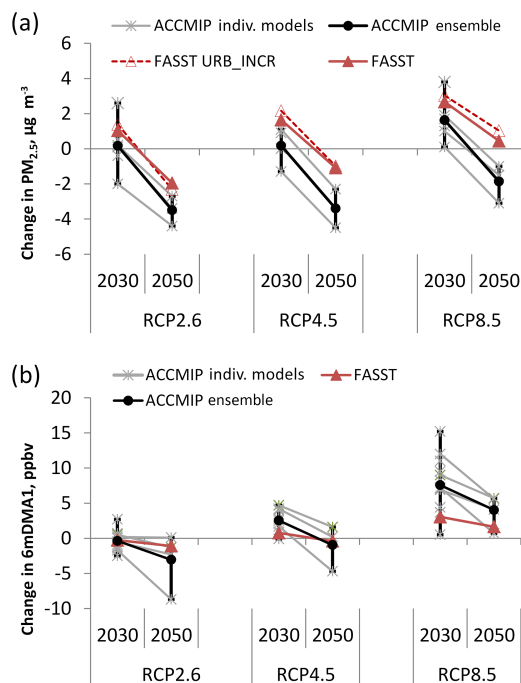 (a)
ACCMIP indiv. models
ACCMIP ensemble
FASST URB_INCR
FASST
Change in PM2.5, µg m-3
6
4
2
0
-2
-4
-6
2030 2050 2030 2050 2030 2050
RCP2.6 RCP4.5 RCP8.5
(b)
ACCMIP indiv. models
FASST
ACCMIP ensemble
Change in 6mDMA1, ppbv
20
15
10
5
0
-5
-10
2030 2050 2030 2050 2030 2050
RCP2.6 RCP4.5 RCP8.5